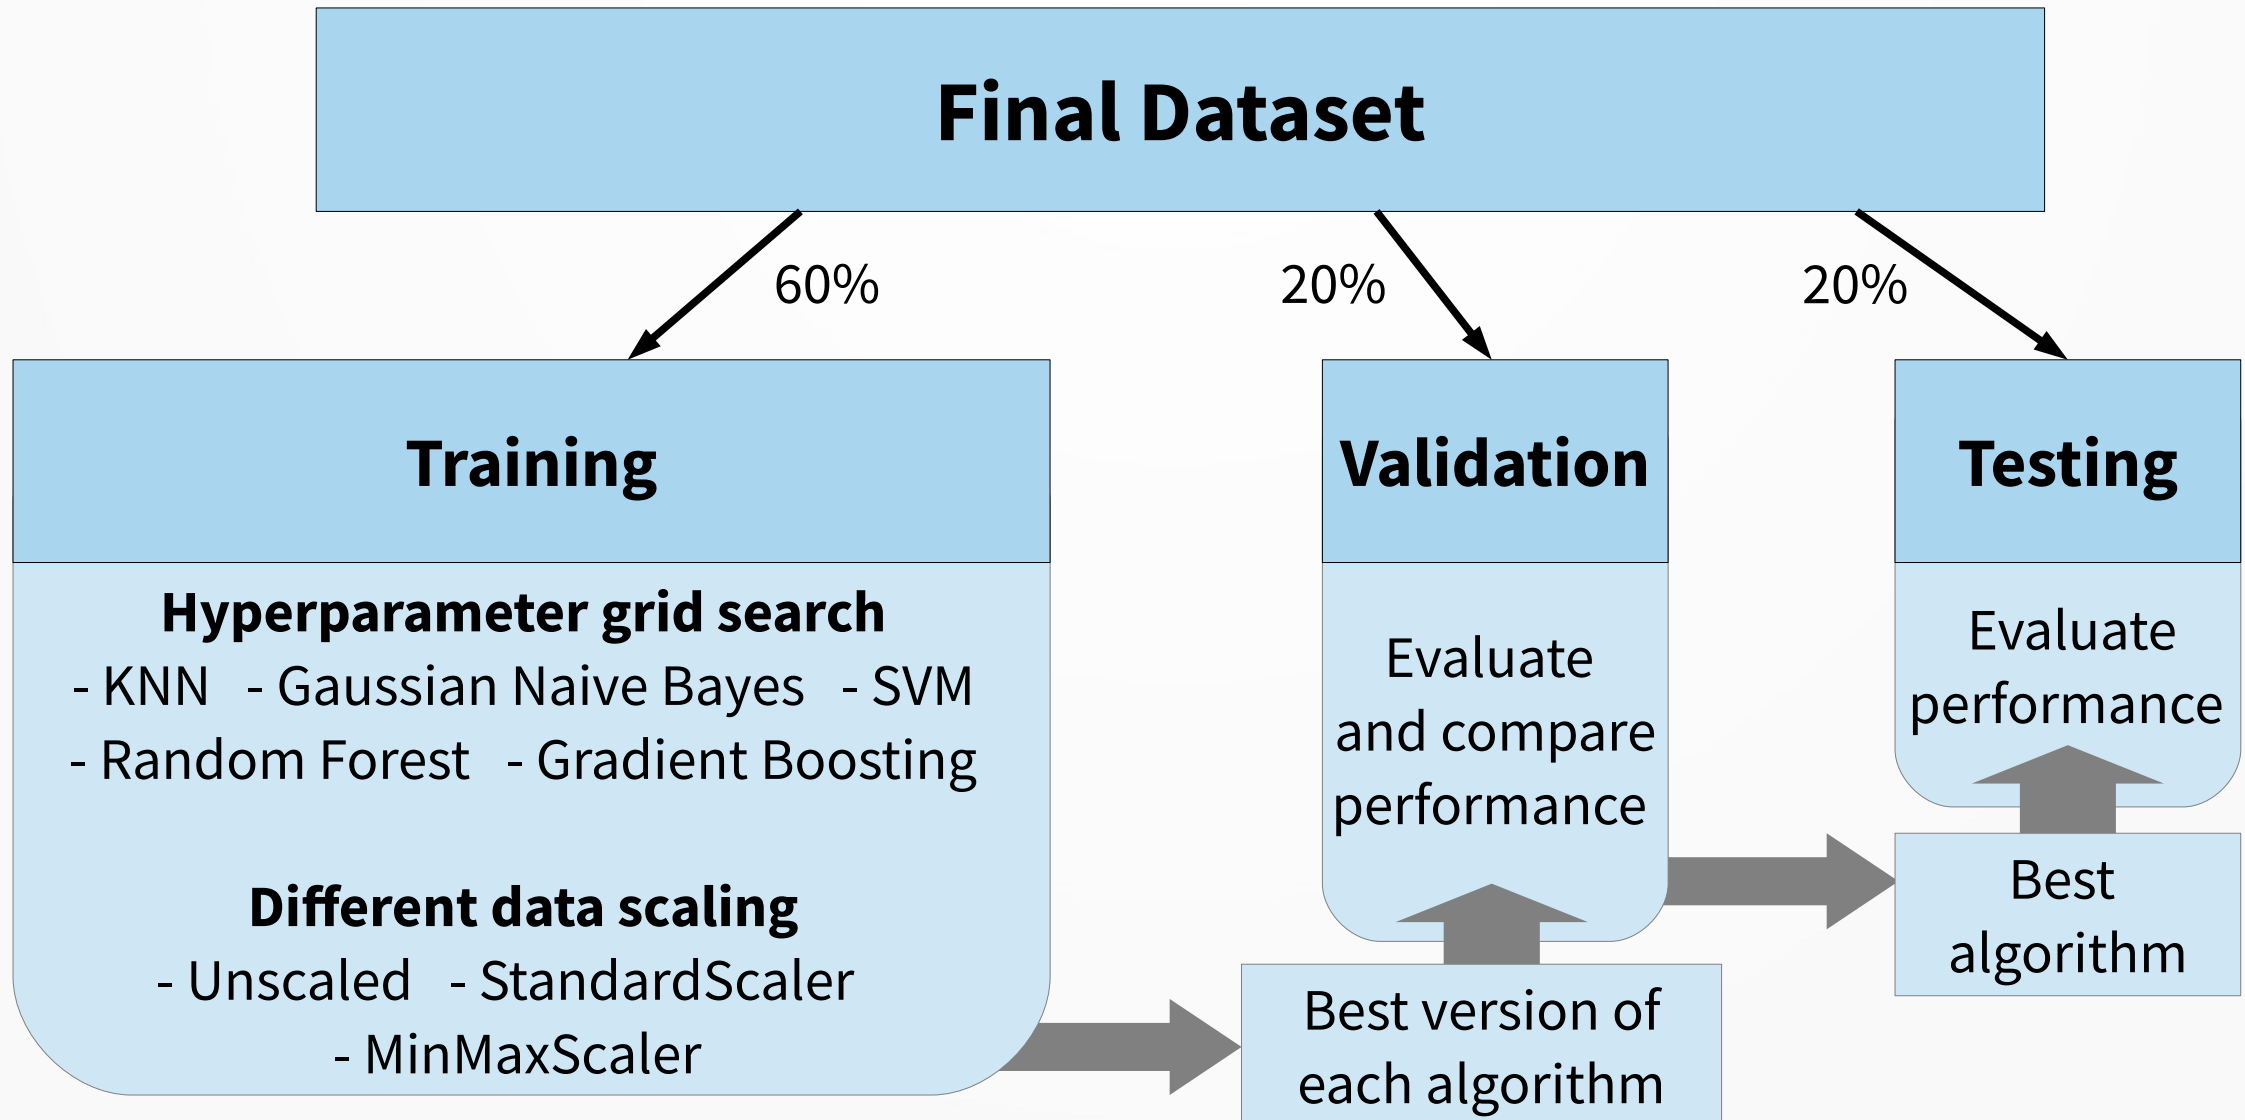 Final Dataset
60%
20%
20%
Training
Validation
Testing
Hyperparameter grid search
- KNN - Gaussian Naive Bayes - SVM
- Random Forest - Gradient Boosting
Different data scaling
- Unscaled - StandardScaler
- MinMaxScaler
Evaluate
and compare
performance
Best version of
each algorithm
Evaluate
performance
Best
algorithm